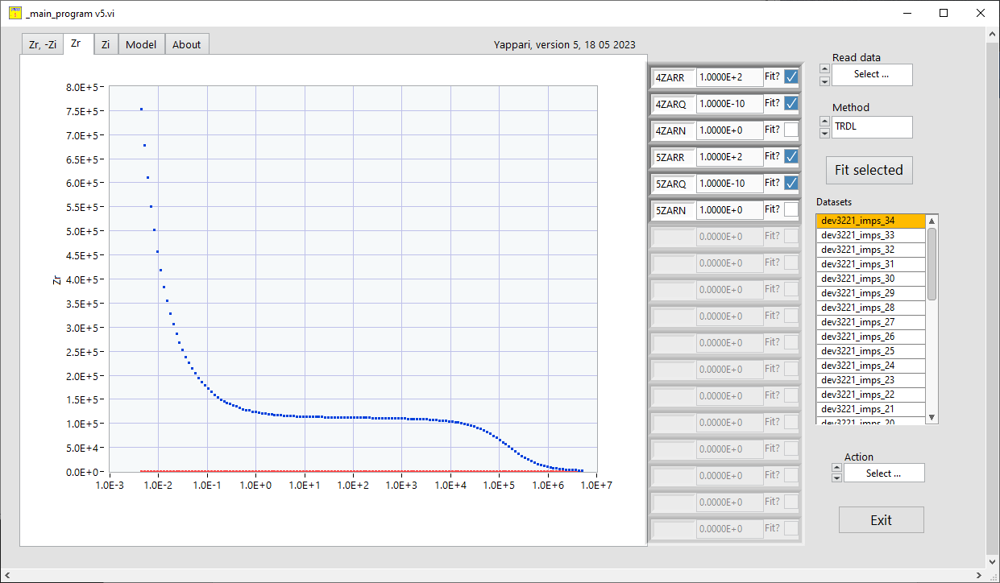 _main_program v5.vi
Zr, -Zi
Zr
Zi
Model
About
Yappari, version 5, 18 05 2023
8.0E+5
7.5E+5
7.0E+5
6.5E+5
6.0E+5
5.5E+5
5.0E+5
4.5E+5
4.0E+5
3.5E+5
3.0E+5
2.5E+5
2.0E+5
1.5E+5
1.0E+5
5.0E+4
0.0E+0
Zr
1.0E-3
1.0E-2
1.0E-1
1.0E+0
1.0E+1
1.0E+2
1.0E+3
1.0E+4
1.0E+5
1.0E+6
1.0E+7
4ZARR 1.0000E+2 Fit?
4ZARQ 1.0000E-10 Fit?
4ZARN 1.0000E+0 Fit?
5ZARR 1.0000E+2 Fit?
5ZARQ 1.0000E-10 Fit?
5ZARN 1.0000E+0 Fit?
0.0000E+0 Fit?
0.0000E+0 Fit?
0.0000E+0 Fit?
0.0000E+0 Fit?
0.0000E+0 Fit?
0.0000E+0 Fit?
0.0000E+0 Fit?
0.0000E+0 Fit?
0.0000E+0 Fit?
0.0000E+0 Fit?
0.0000E+0 Fit?
0.0000E+0 Fit?
Read data
Select ...
Method
TRDL
Fit selected
Datasets
dev3221_imps_34
dev3221_imps_33
dev3221_imps_32
dev3221_imps_31
dev3221_imps_30
dev3221_imps_29
dev3221_imps_28
dev3221_imps_27
dev3221_imps_26
dev3221_imps_25
dev3221_imps_24
dev3221_imps_23
dev3221_imps_22
dev3221_imps_21
dev3221_imps_20
Action
Select ...
Exit